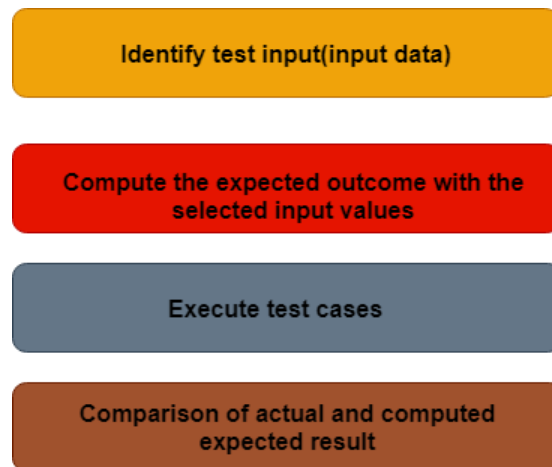 Identify test input(input data)
Compute the expected outcome with the
selected input values
Execute test cases
Comparison of actual and computed
expected result